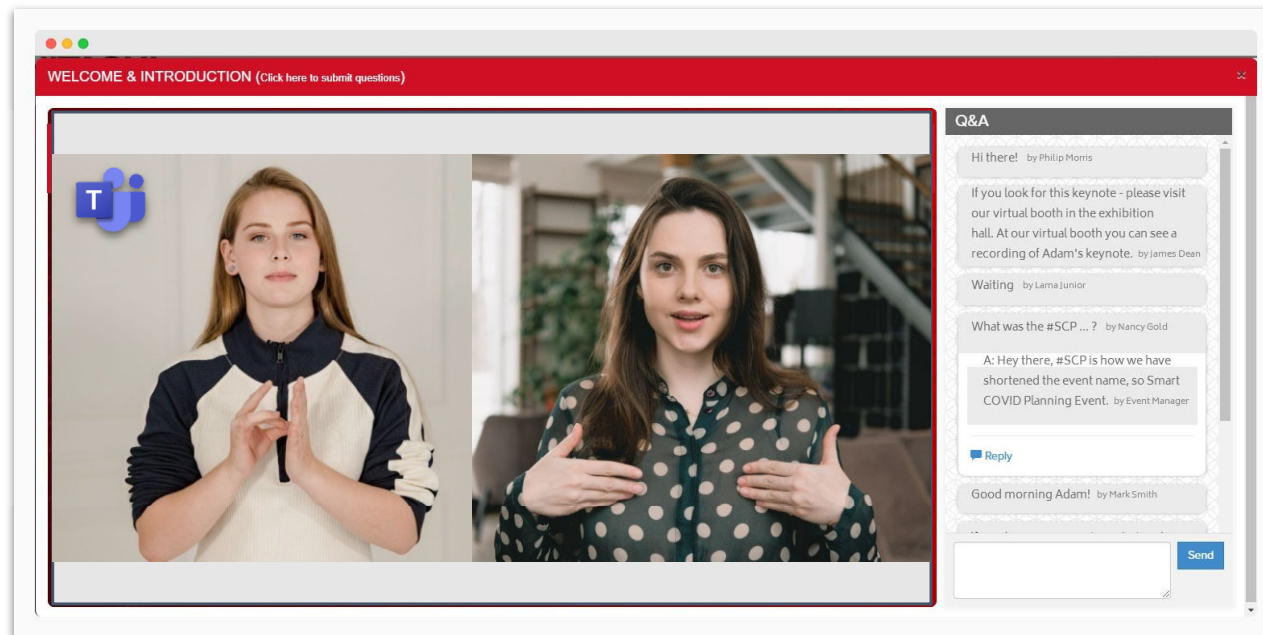 WELCOME & INTRODUCTION (Click here to submit questions)
T
Q&A
Hi there! by Philip Morris
If you look for this keynote - please visit
our virtual booth in the exhibition
hall. At our virtual booth you can see a
recording of Adam's keynote. by James Dean
Waiting by Lama Junior
What was the #SCP ... ? by Nancy Gold
A: Hey there, #SCP is how we have
shortened the event name, so Smart
COVID Planning Event. by Event Manager
Reply
Good morning Adam! by Mark Smith
Send